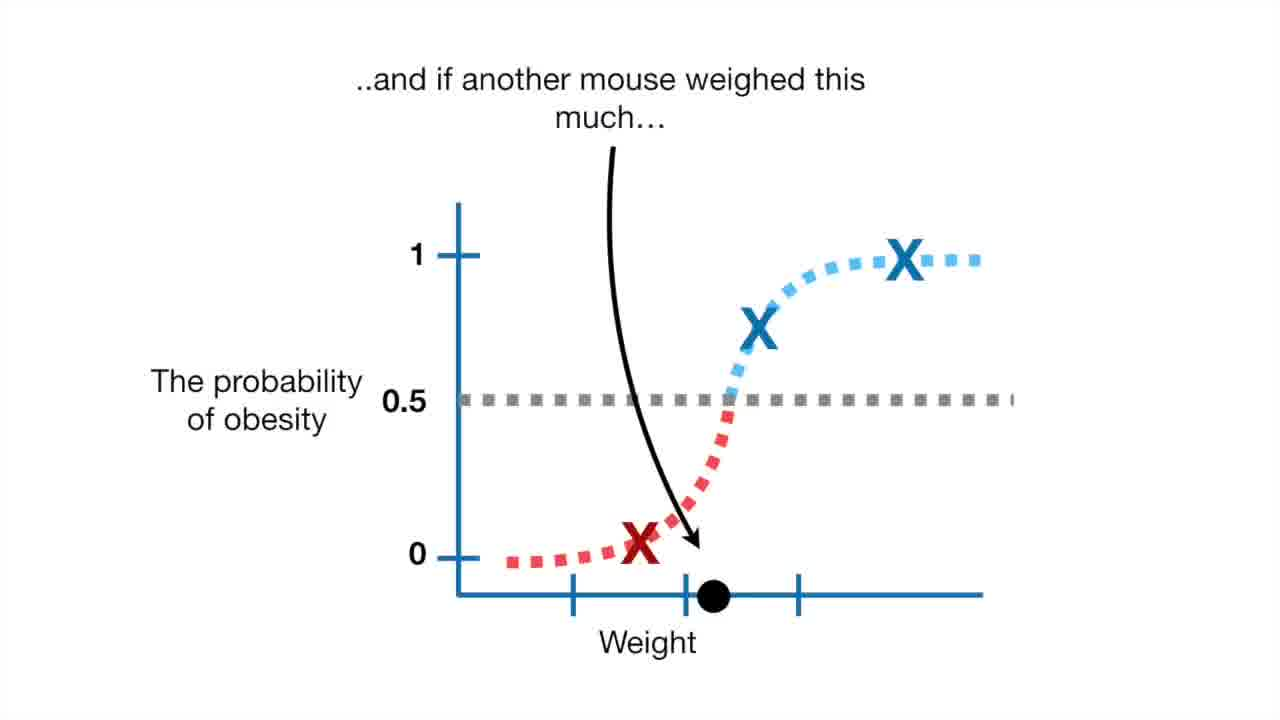 ..and if another mouse weighed this
much...
1
The probability
of obesity
0.5
X
X
X
0
Weight